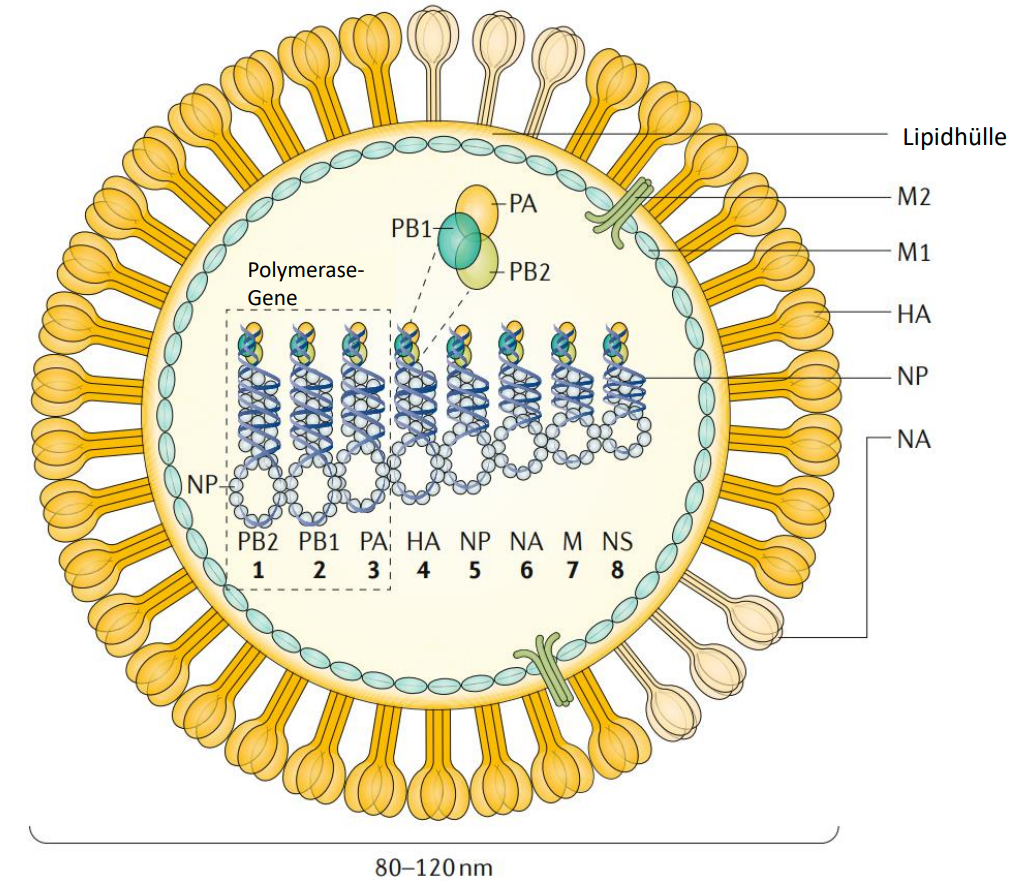 Lipidhülle
M2
PA
PB1
M1
PB2
Polymerase-
Gene
HA
NP
NA
NP
PB2 PB1 PA HA NP NA M NS
1 2 3 4 5 6 7 8
80–120 nm